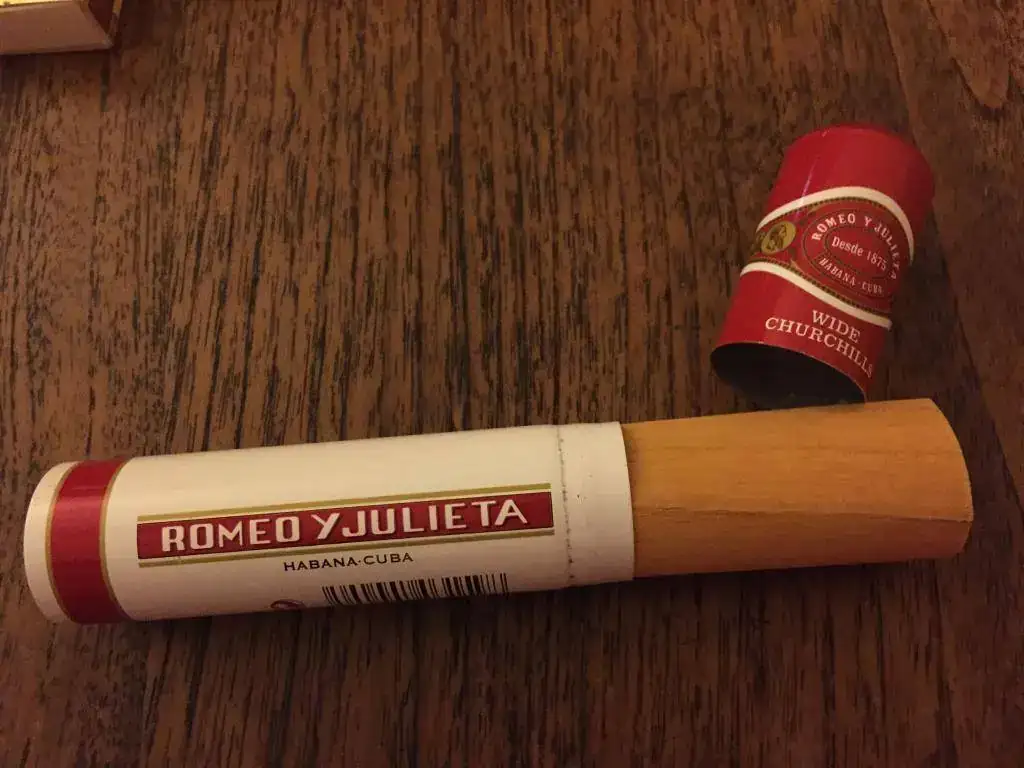 ROMEO Y JULIETA
Desde 1875
HABANA·CUBA
WIDE
CHURCHILLS
ROMEO Y JULIETA
HABANA·CUBA